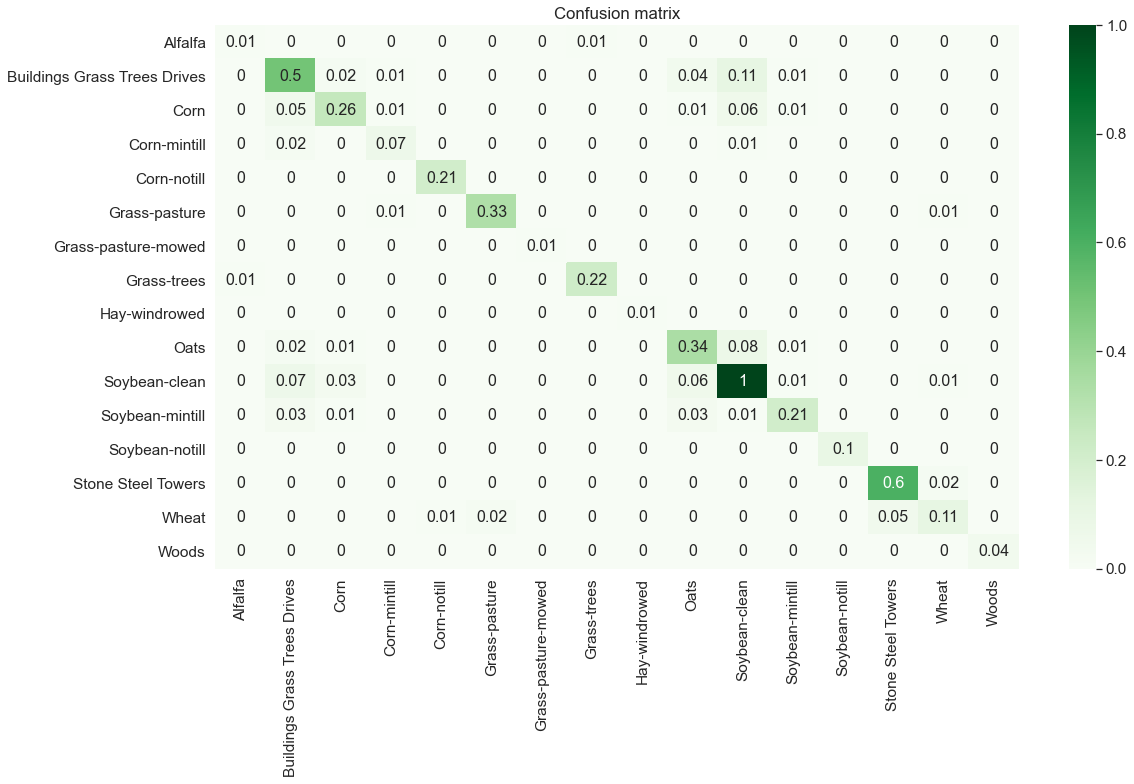 Confusion matrix
Alfalfa 0.01 0 0 0 0 0 0 0.01 0 0 0 0 0 0 0 0
Buildings Grass Trees Drives 0 0.5 0.02 0.01 0 0 0 0 0 0.04 0.11 0.01 0 0 0 0
Corn 0 0.05 0.26 0.01 0 0 0 0 0 0.01 0.06 0.01 0 0 0 0
Corn-mintill 0 0.02 0 0.07 0 0 0 0 0 0 0.01 0 0 0 0 0
Corn-notill 0 0 0 0 0.21 0 0 0 0 0 0 0 0 0 0 0
Grass-pasture 0 0 0 0.01 0 0.33 0 0 0 0 0 0 0 0 0.01 0
Grass-pasture-mowed 0 0 0 0 0 0 0.01 0 0 0 0 0 0 0 0 0
Grass-trees 0.01 0 0 0 0 0 0 0.22 0 0 0 0 0 0 0 0
Hay-windrowed 0 0 0 0 0 0 0 0 0.01 0 0 0 0 0 0 0
Oats 0 0.02 0.01 0 0 0 0 0 0 0.34 0.08 0.01 0 0 0 0
Soybean-clean 0 0.07 0.03 0 0 0 0 0 0 0.06 1 0.01 0 0 0.01 0
Soybean-mintill 0 0.03 0.01 0 0 0 0 0 0 0.03 0.01 0.21 0 0 0 0
Soybean-notill 0 0 0 0 0 0 0 0 0 0 0 0 0.1 0 0 0
Stone Steel Towers 0 0 0 0 0 0 0 0 0 0 0 0 0 0.6 0.02 0
Wheat 0 0 0 0 0.01 0.02 0 0 0 0 0 0 0 0.05 0.11 0
Woods 0 0 0 0 0 0 0 0 0 0 0 0 0 0 0 0.04
Alfalfa
Buildings Grass Trees Drives
Corn
Corn-mintill
Corn-notill
Grass-pasture
Grass-pasture-mowed
Grass-trees
Hay-windrowed
Oats
Soybean-clean
Soybean-mintill
Soybean-notill
Stone Steel Towers
Wheat
Woods
1.0
0.8
0.6
0.4
0.2
0.0